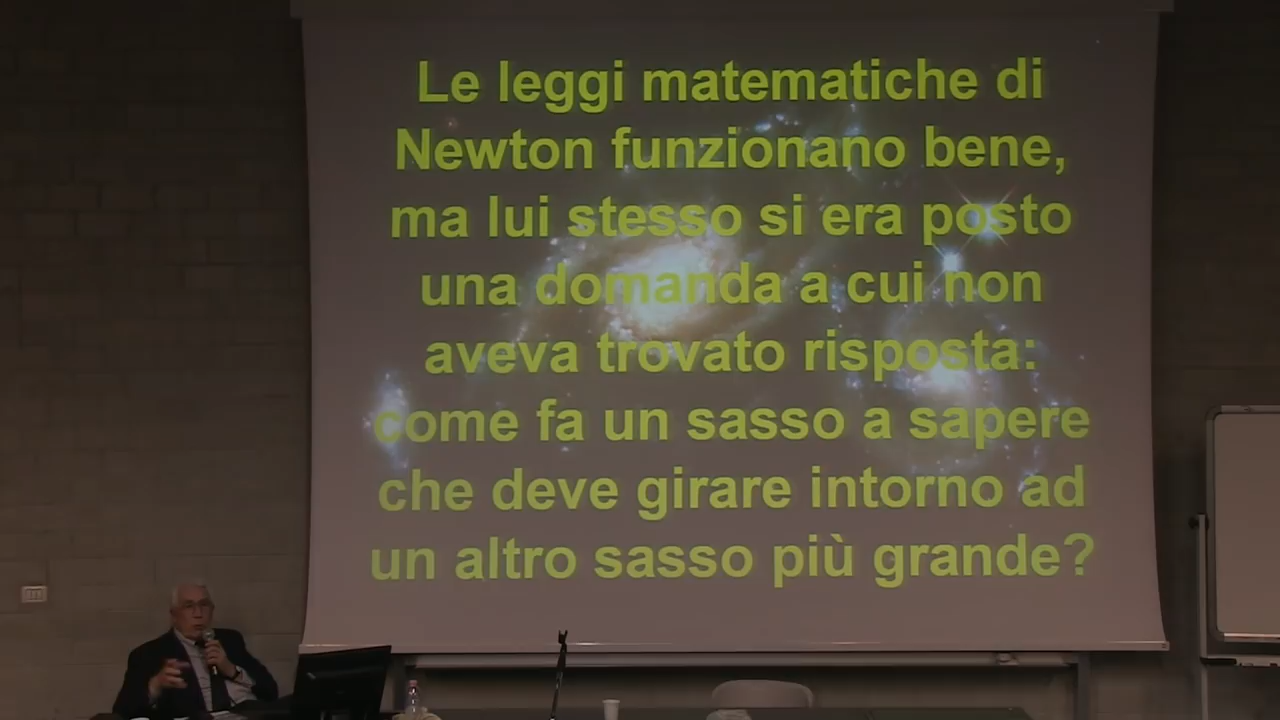 Le leggi matematiche di
Newton funzionano bene,
ma lui stesso si era posto
una domanda a cui non
aveva trovato risposta:
come fa un sasso a sapere
che deve girare intorno ad
un altro sasso più grande?